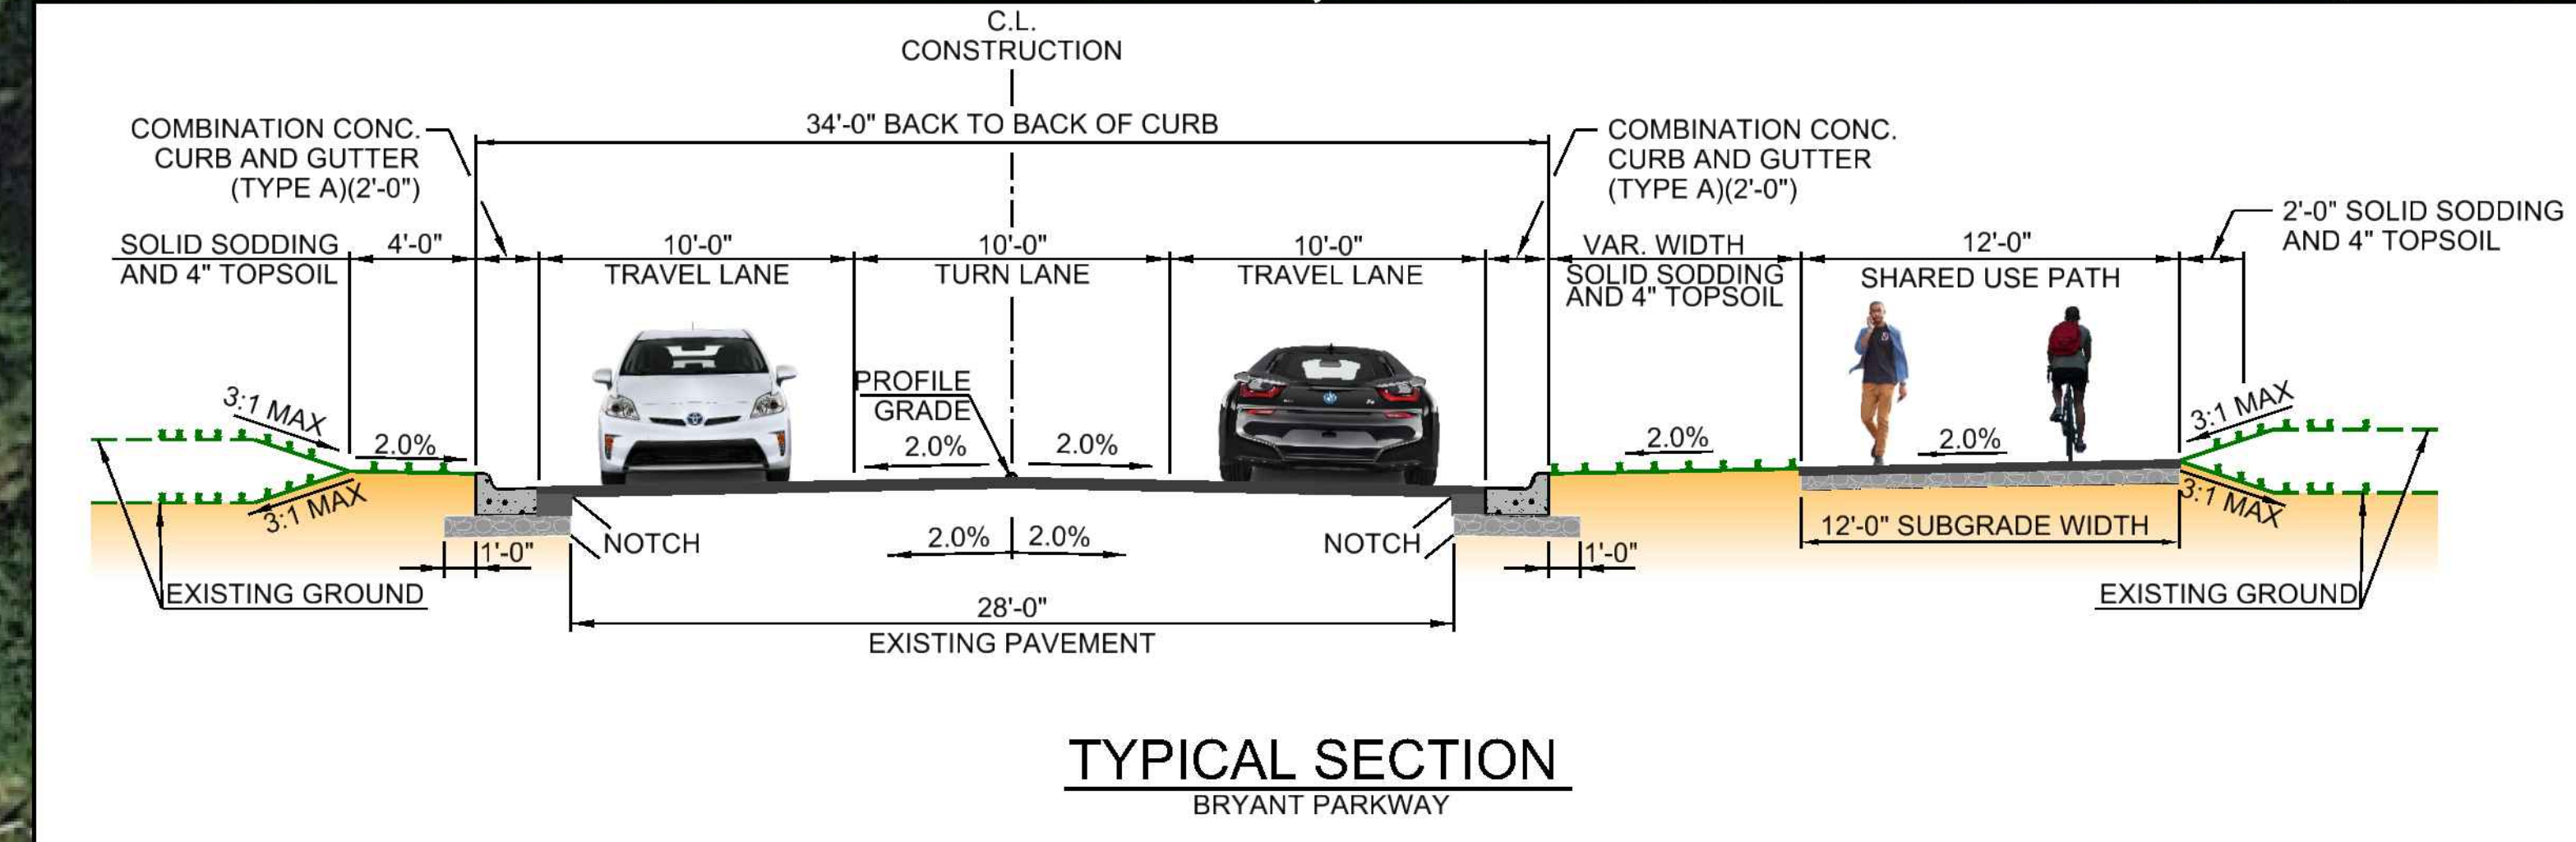 C.L.
CONSTRUCTION
34'-0" BACK TO BACK OF CURB
COMBINATION CONC.
CURB AND GUTTER
(TYPE A)(2'-0")
COMBINATION CONC.
CURB AND GUTTER
(TYPE A)(2'-0")
2'-0" SOLID SODDING
AND 4" TOPSOIL
SOLID SODDING
AND 4" TOPSOIL
4'-0"
10'-0"
TRAVEL LANE
10'-0"
TURN LANE
10'-0"
TRAVEL LANE
VAR. WIDTH
SOLID SODDING
AND 4" TOPSOIL
12'-0"
SHARED USE PATH
PROFILE
GRADE
3:1 MAX
2.0%
2.0%
2.0%
2.0%
2.0%
3:1 MAX
3:1 MAX
3:1 MAX
NOTCH
2.0%
2.0%
NOTCH
12'-0" SUBGRADE WIDTH
1'-0"
1'-0"
EXISTING GROUND
28'-0"
EXISTING PAVEMENT
EXISTING GROUND
TYPICAL SECTION
BRYANT PARKWAY